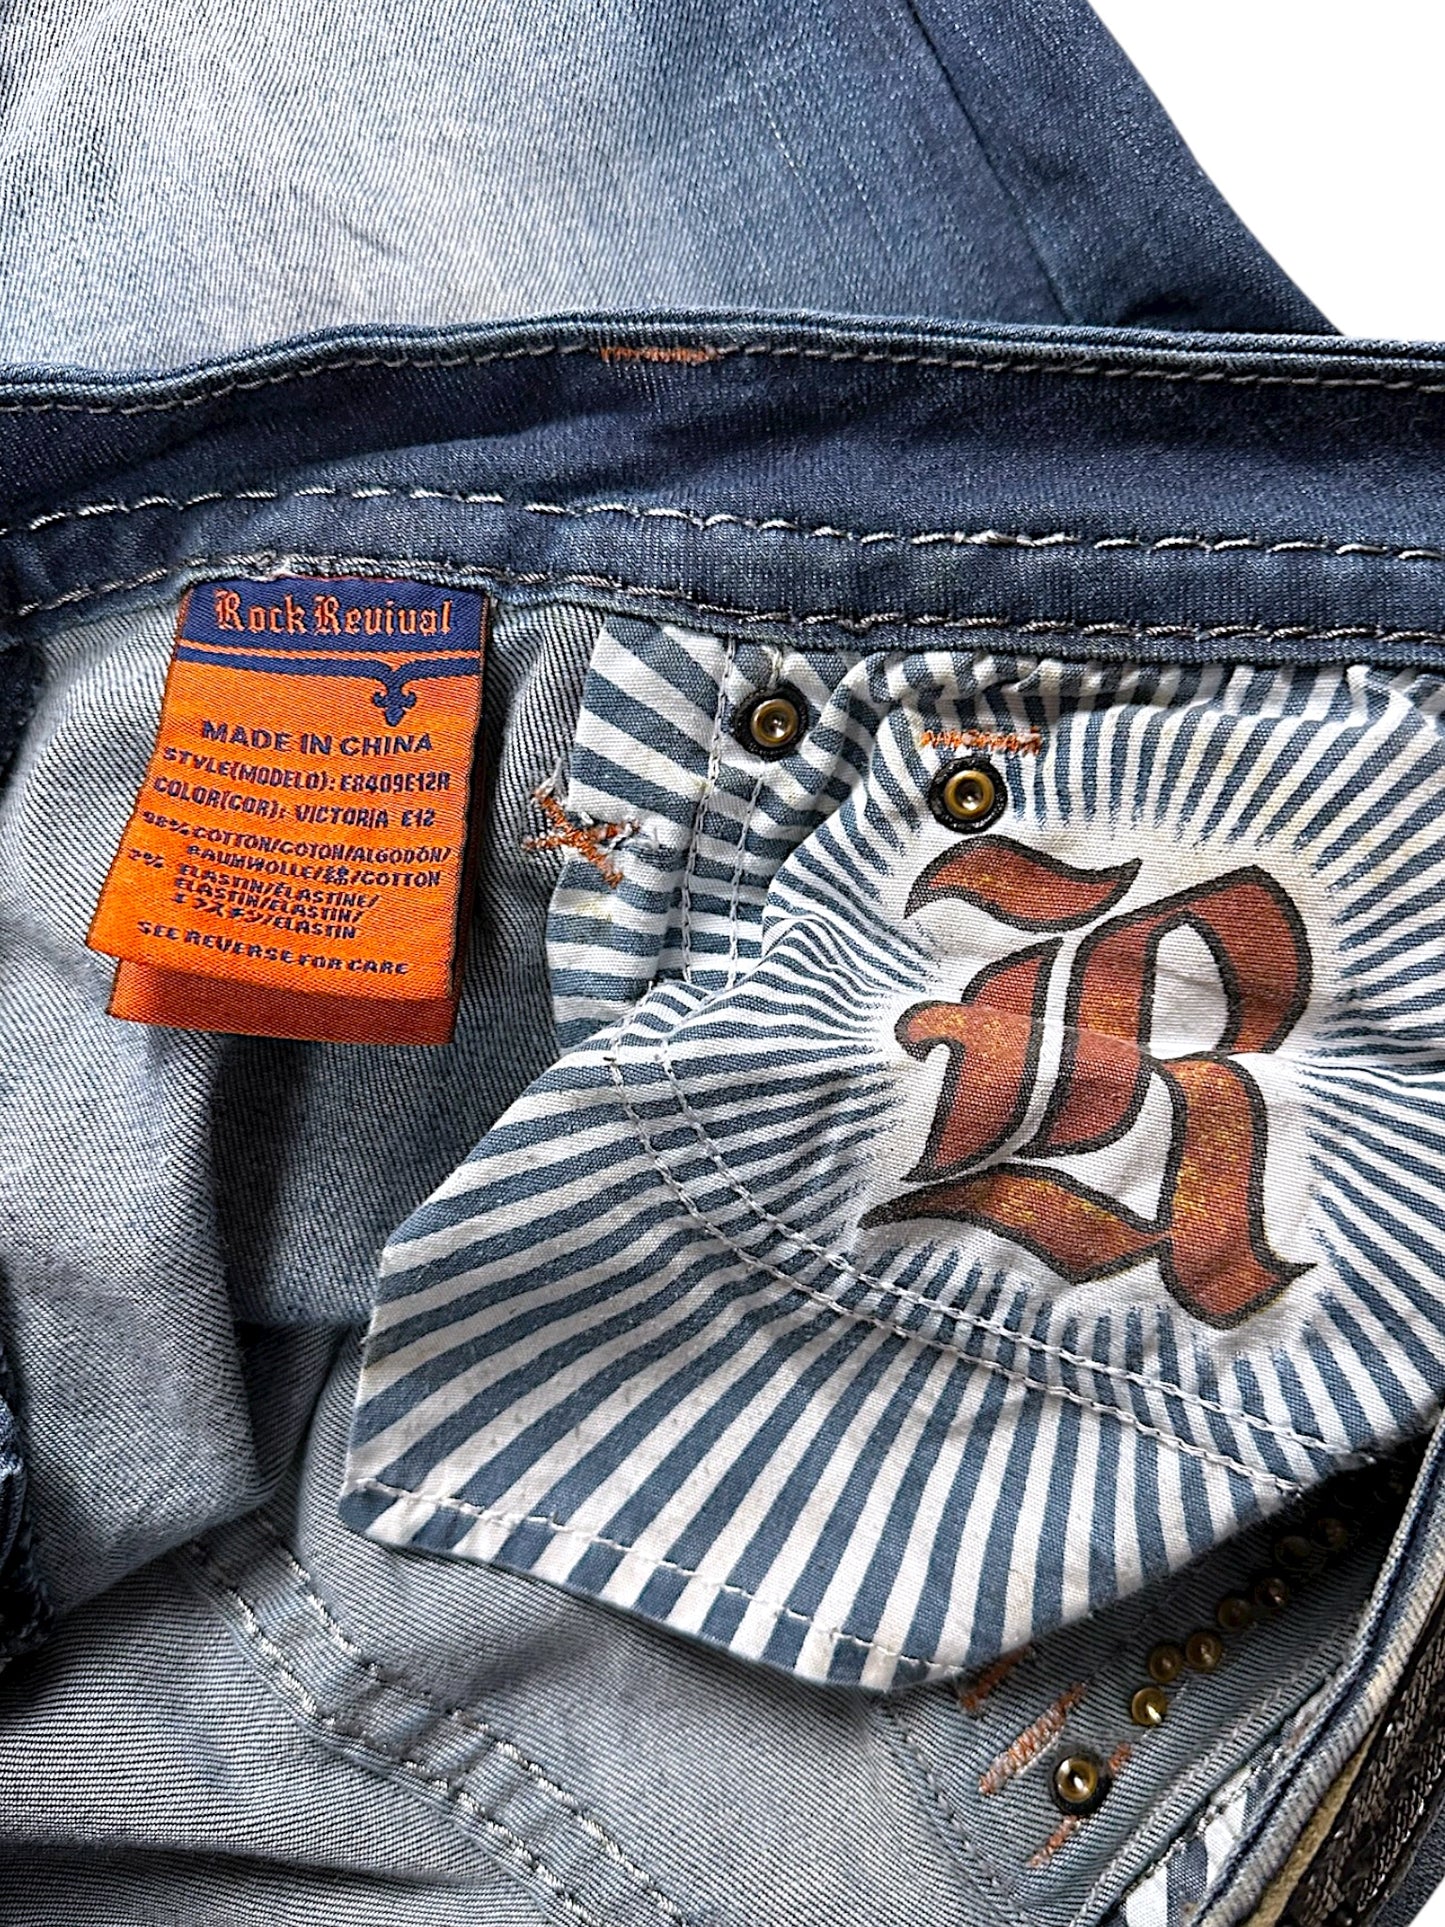 Rock Revival
MADE IN CHINA
STYLE(MODELO): E8409E12R
COLOR(COR): VICTORIA E12
98% COTTON/COTON/ALGODÓN/
BAUMWOLLE/綿/COTTON
2% ELASTIN/ÉLASTINE/
ELASTIN/ELASTIN/
エラスチン/ELASTIN
SEE REVERSE FOR CARE
R